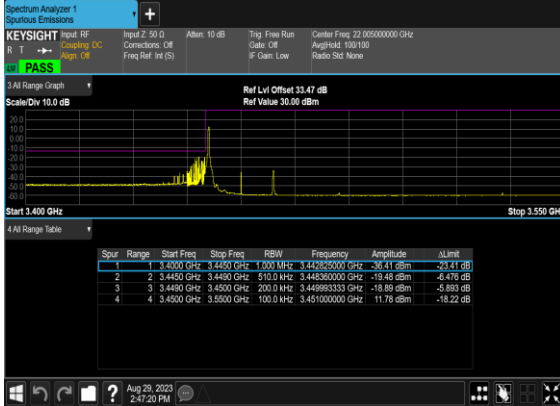 Spectrum Analyzer 1
Spurious Emissions
+
KEYSIGHT Input: RF Input Z: 50 Ω Atten: 10 dB Trig: Free Run Center Freq: 22.005000000 GHz
R T Coupling: DC Corrections: Off Gate: Off Avg|Hold: 100/100
Align: Off Freq Ref: Int (S) IF Gain: Low Radio Std: None
PASS
3 All Range Graph
Ref Lvl Offset 33.47 dB
Scale/Div 10.0 dB Ref Value 30.00 dBm
20.0
10.0
0.00
-10.0
-20.0
-30.0
-40.0
-50.0
-60.0
Start 3.400 GHz Stop 3.550 GH
4 All Range Table
Spur Range Start Freq Stop Freq RBW Frequency Amplitude ΔLimit
1 1 3.4000 GHz 3.4450 GHz 1.000 MHz 3.442825000 GHz -36.41 dBm -23.41 dB
2 2 3.4450 GHz 3.4490 GHz 510.0 kHz 3.448360000 GHz -19.48 dBm -6.476 dB
3 3 3.4490 GHz 3.4500 GHz 200.0 kHz 3.449993333 GHz -18.89 dBm -5.893 dB
4 4 3.4500 GHz 3.5500 GHz 100.0 kHz 3.451000000 GHz 11.78 dBm -18.22 dB
? Aug 29, 2023
2:47:20 PM